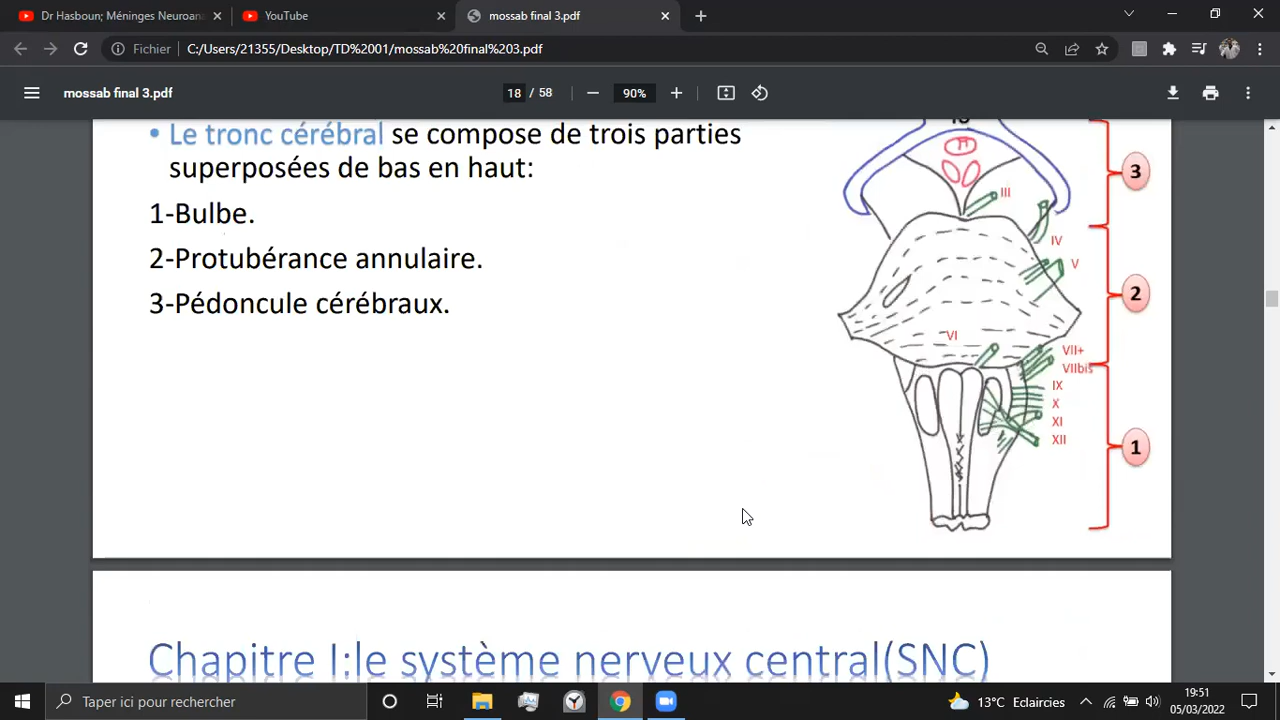 Dr Hasboun; Méninges Neuroana
YouTube
mossab final 3.pdf
Fichier
C:/Users/21355/Desktop/TD%2001/mossab%20final%203.pdf
mossab final 3.pdf
18 / 58
90%
• Le tronc cérébral se compose de trois parties
superposées de bas en haut:
1-Bulbe.
2-Protubérance annulaire.
3-Pédoncule cérébraux.
III
IV
V
VI
VII+
VIIbis
IX
X
XI
XII
3
2
1
Chapitre I:le système nerveux central(SNC)
Taper ici pour rechercher
13°C Eclaircies
19:51
05/03/2022